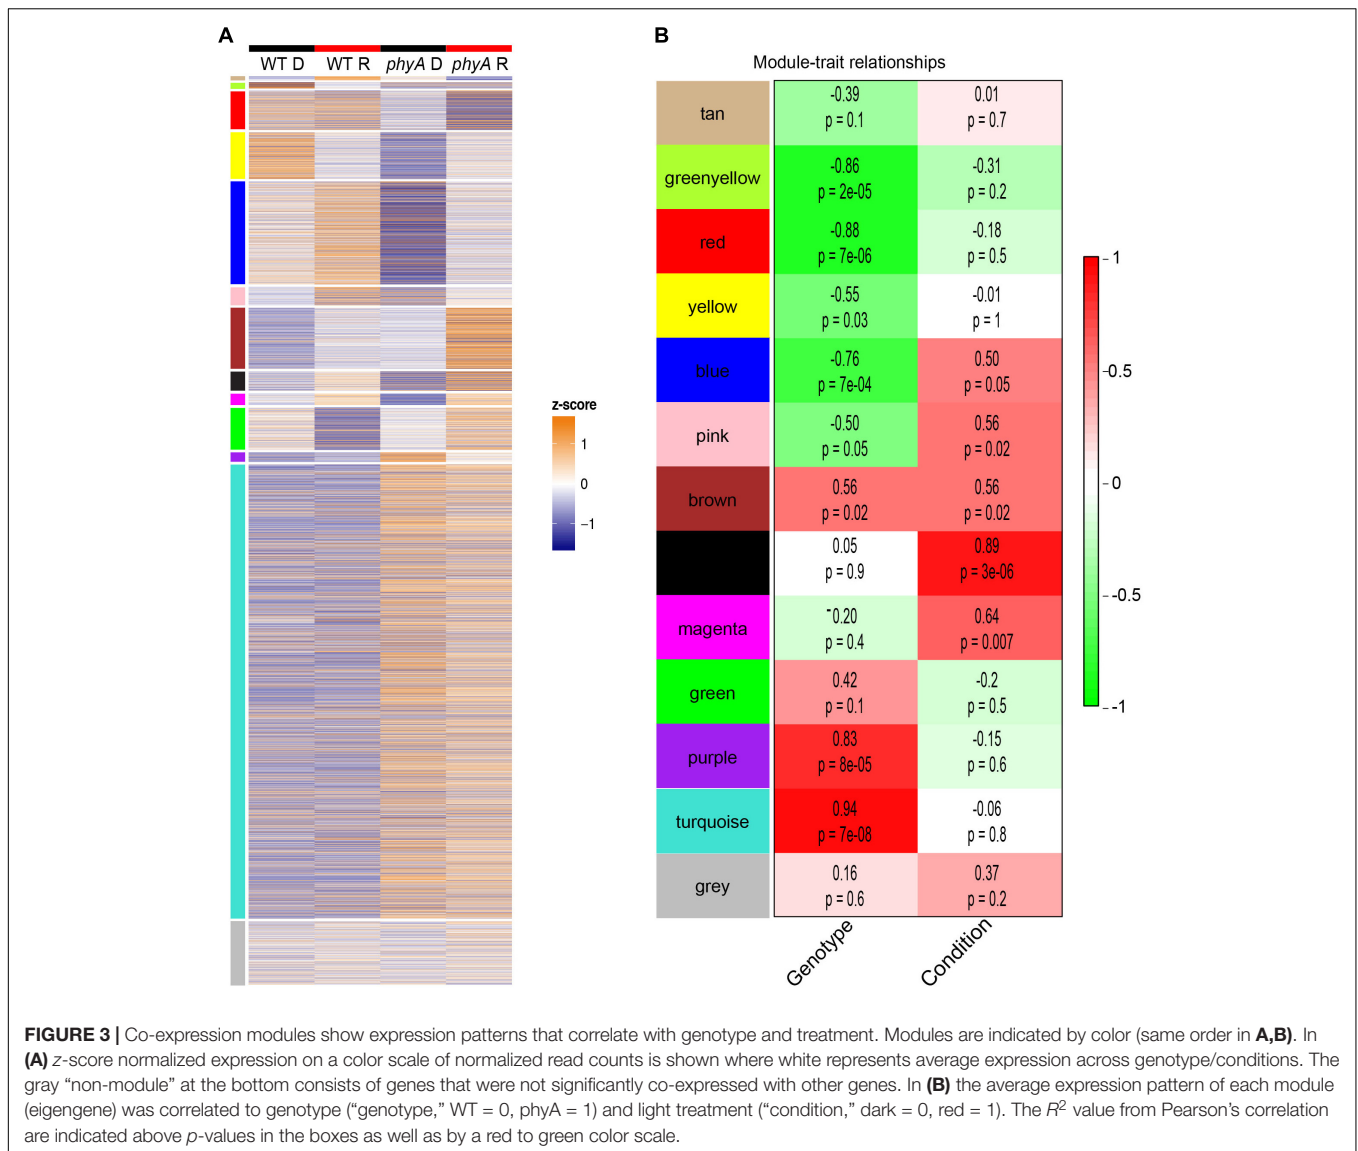 A
WT D WT R phyA D phyA R
z-score
1
0
−1
B
Module-trait relationships
tan
-0.39
p = 0.1
0.01
p = 0.7
greenyellow
-0.86
p = 2e-05
-0.31
p = 0.2
red
-0.88
p = 7e-06
-0.18
p = 0.5
yellow
-0.55
p = 0.03
-0.01
p = 1
blue
-0.76
p = 7e-04
0.50
p = 0.05
pink
-0.50
p = 0.05
0.56
p = 0.02
brown
0.56
p = 0.02
0.56
p = 0.02
0.05
p = 0.9
0.89
p = 3e-06
magenta
-0.20
p = 0.4
0.64
p = 0.007
green
0.42
p = 0.1
-0.2
p = 0.5
purple
0.83
p = 8e-05
-0.15
p = 0.6
turquoise
0.94
p = 7e-08
-0.06
p = 0.8
grey
0.16
p = 0.6
0.37
p = 0.2
Genotype
Condition
1
0.5
0
-0.5
-1
FIGURE 3 | Co-expression modules show expression patterns that correlate with genotype and treatment. Modules are indicated by color (same order in A,B). In
(A) z-score normalized expression on a color scale of normalized read counts is shown where white represents average expression across genotype/conditions. The
gray “non-module” at the bottom consists of genes that were not significantly co-expressed with other genes. In (B) the average expression pattern of each module
(eigengene) was correlated to genotype (“genotype,” WT = 0, phyA = 1) and light treatment (“condition,” dark = 0, red = 1). The R² value from Pearson’s correlation
are indicated above p-values in the boxes as well as by a red to green color scale.